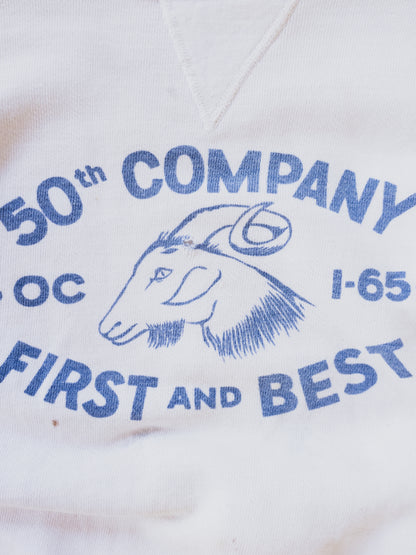 50th COMPANY
OC
1-65
FIRST AND BEST